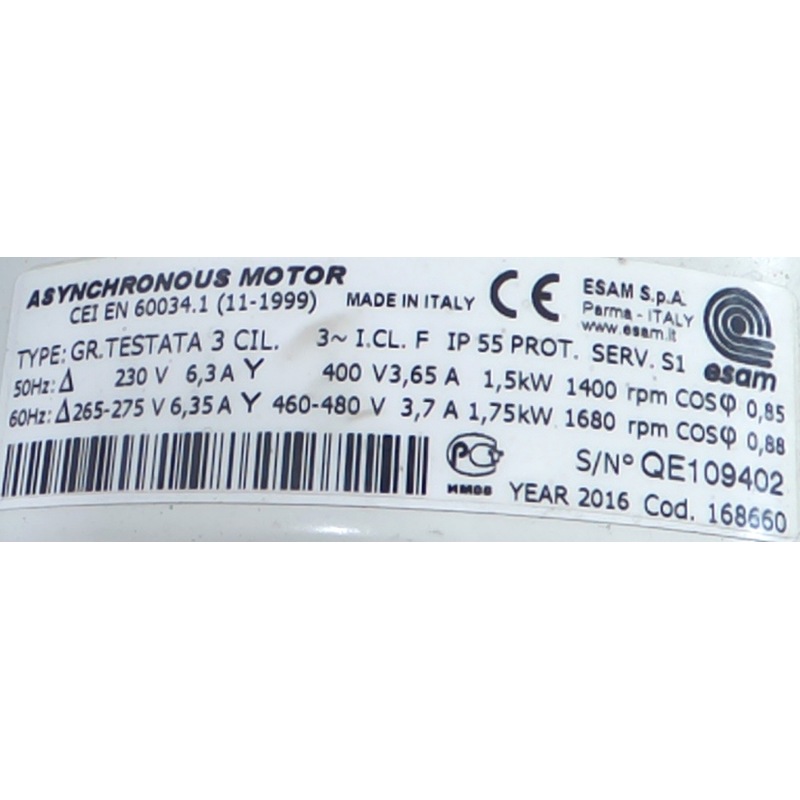 ASYNCHRONOUS MOTOR
CEI EN 60034.1 (11-1999) MADE IN ITALY CE
ESAM S.p.A.
Parma - ITALY
www.esam.it
esam
TYPE: GR.TESTATA 3 CIL. 3~ I.CL. F IP 55 PROT. SERV. S1
50Hz: Δ 230 V 6,3 A Y 400 V3,65 A 1,5kW 1400 rpm COSφ 0,85
60Hz: Δ 265-275 V 6,35 A Y 460-480 V 3,7 A 1,75kW 1680 rpm COSφ 0,88
S/N° QE109402
YEAR 2016 Cod. 168660